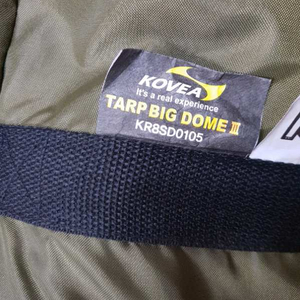 KOVEA
It's a real experience
TARP BIG DOME III
KR8SD0105